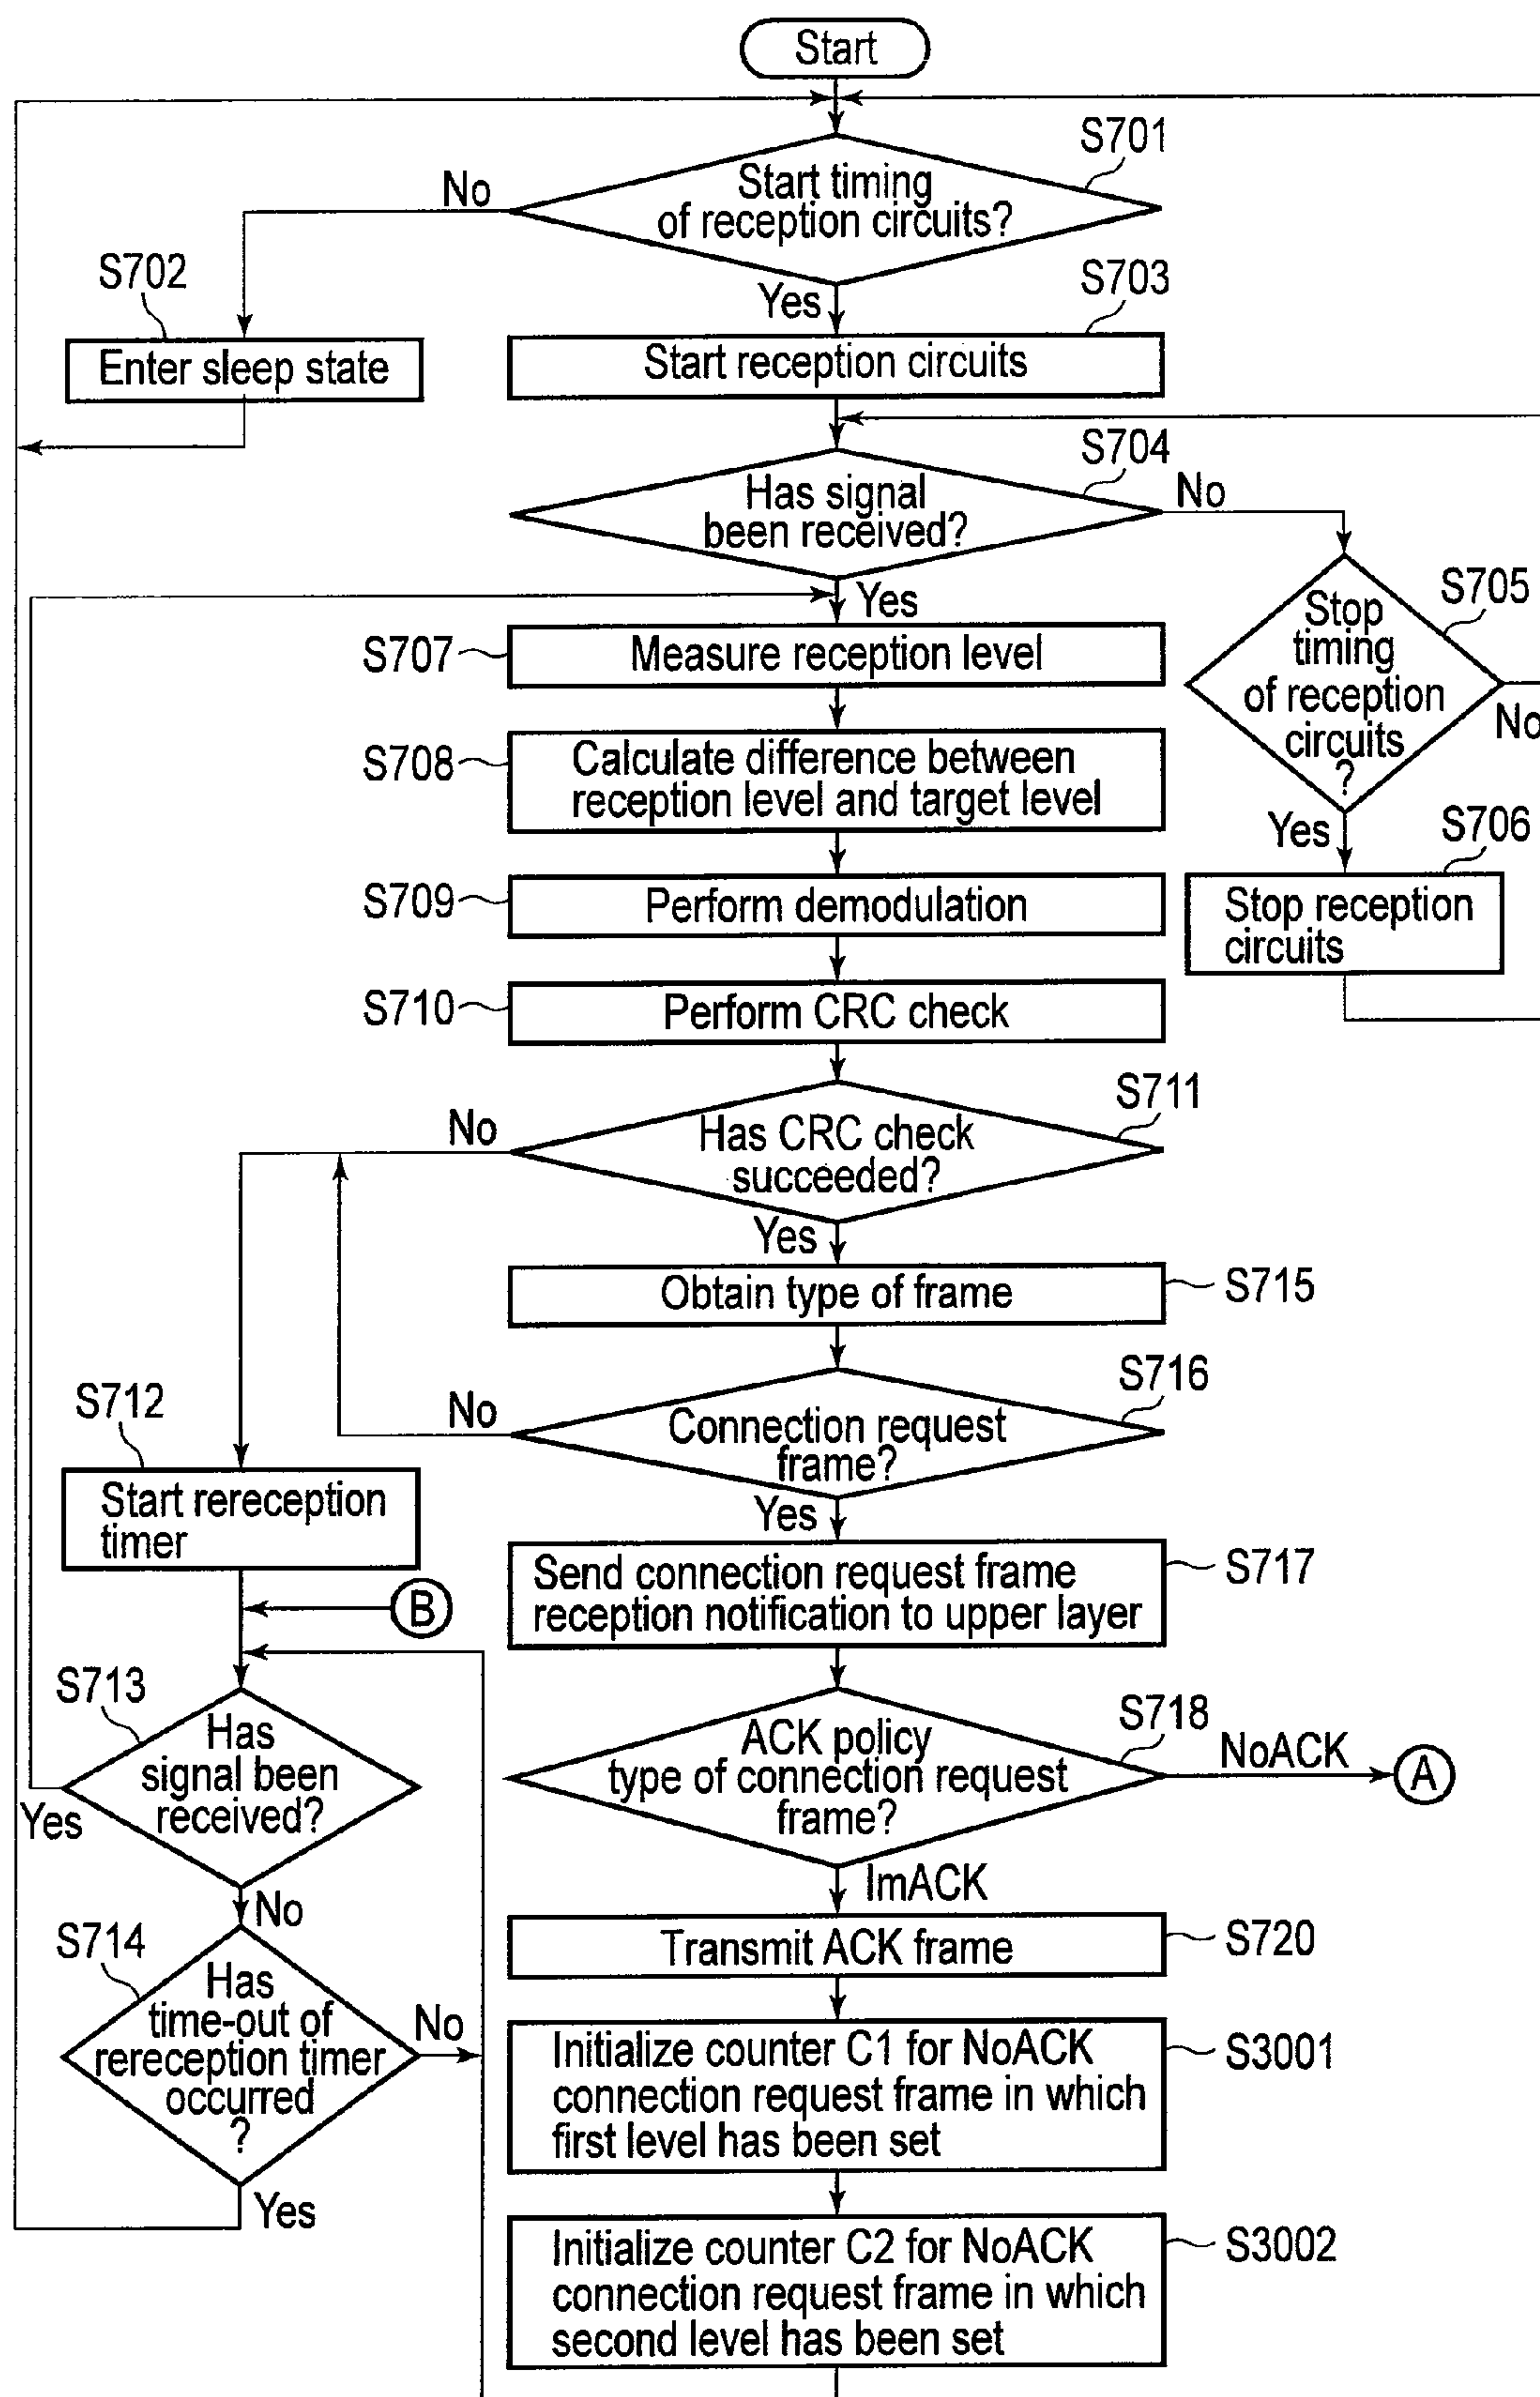 Start
S701
Start timing
of reception circuits?
No
Yes
S702
Enter sleep state
S703
Start reception circuits
S704
Has signal
been received?
No
Yes
S705
Stop
timing
of reception
circuits
?
No
Yes
S706
Stop reception
circuits
S707
Measure reception level
S708
Calculate difference between
reception level and target level
S709
Perform demodulation
S710
Perform CRC check
S711
Has CRC check
succeeded?
No
Yes
S715
Obtain type of frame
S716
Connection request
frame?
No
Yes
S712
Start rereception
timer
B
S717
Send connection request frame
reception notification to upper layer
S713
Has
signal been
received?
Yes
No
S718
ACK policy
type of connection request
frame?
NoACK
A
ImACK
S714
Has
time-out of
rereception timer
occurred
?
No
Yes
S720
Transmit ACK frame
S3001
Initialize counter C1 for NoACK
connection request frame in which
first level has been set
S3002
Initialize counter C2 for NoACK
connection request frame in which
second level has been set